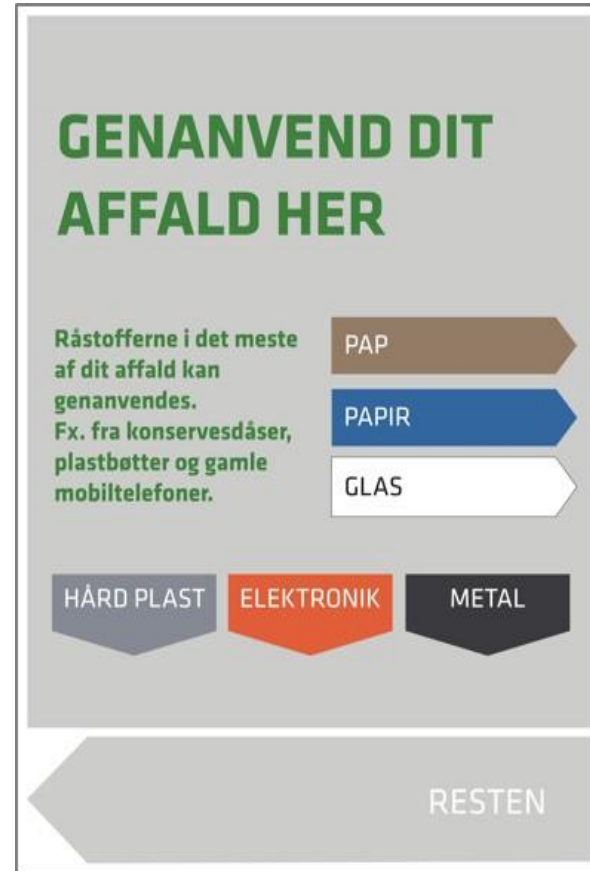 GENANVEND DIT
AFFALD HER
Råstofferne i det meste
af dit affald kan
genanvendes.
Fx. fra konservesdåser,
plastbøtter og gamle
mobiltelefoner.
PAP
PAPIR
GLAS
HÅRD PLAST
ELEKTRONIK
METAL
RESTEN